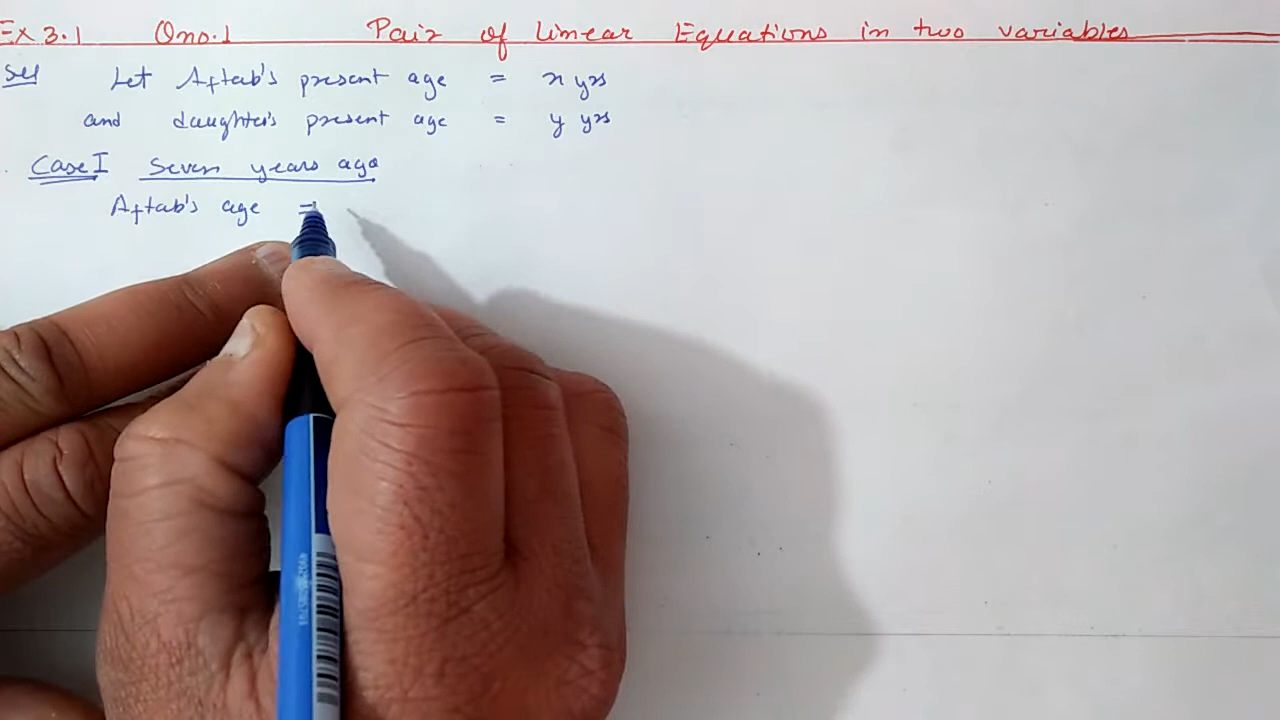 Ex 3.1 Qno.1 Pair of Linear Equations in two variables
Sol Let Aftab's present age = x yrs
and daughter's present age = y yrs
Case I Seven years ago
Aftab's age =